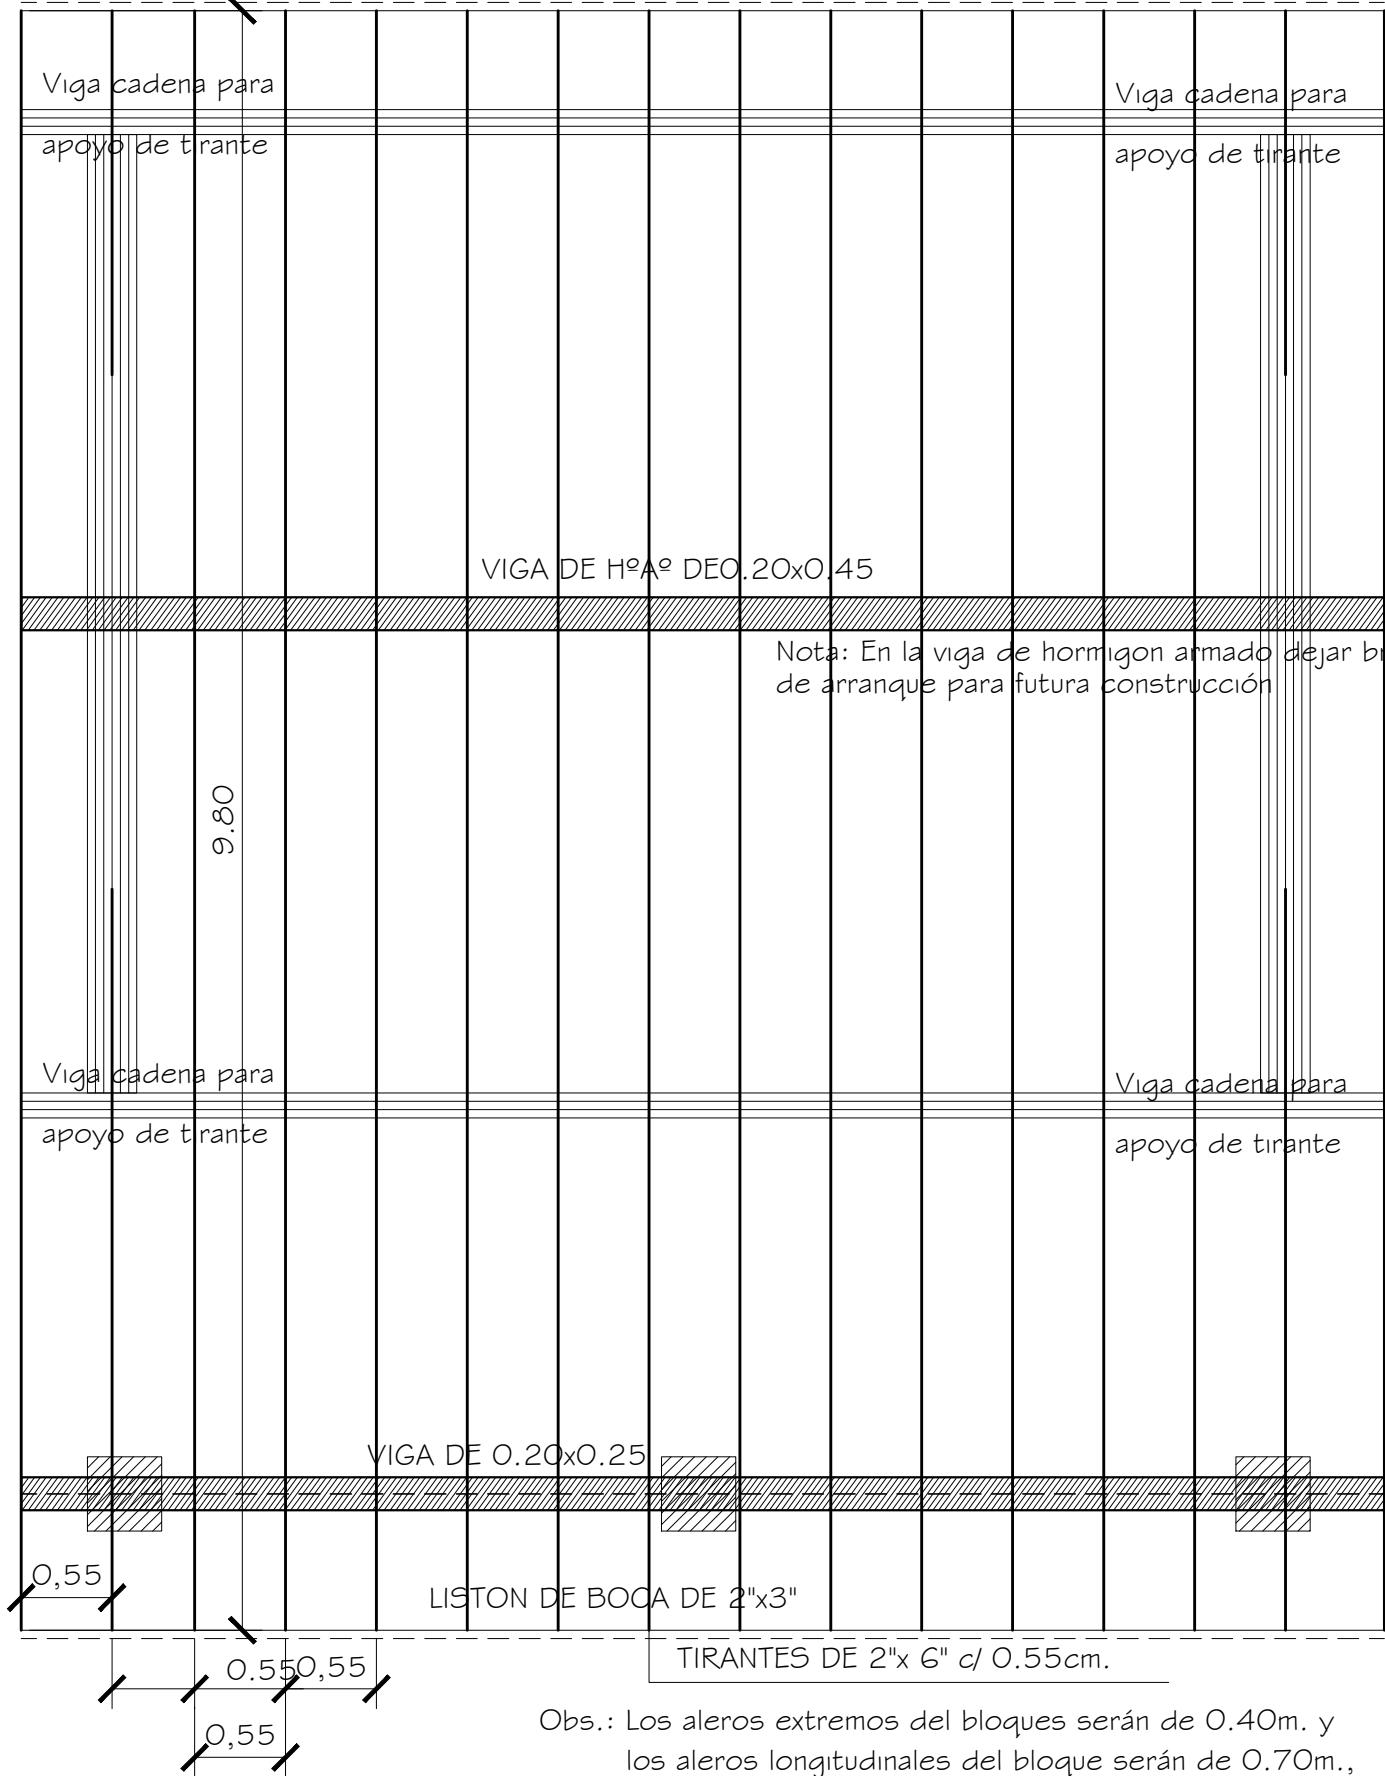 Viga cadena para
apoyo de tirante
Viga cadena para
apoyo de tirante
VIGA DE HºAº DE0.20x0.45
Nota: En la viga de hormigon armado dejar
de arranque para futura construcción
9.80
Viga cadena para
apoyo de tirante
Viga cadena para
apoyo de tirante
VIGA DE 0.20x0.25
0,55
LISTON DE BOCA DE 2"x3"
0.55
0,55
TIRANTES DE 2"x 6" c/ 0.55cm.
0,55
Obs.: Los aleros extremos del bloques serán de 0.40m. y
los aleros longitudinales del bloque serán de 0.70m.,